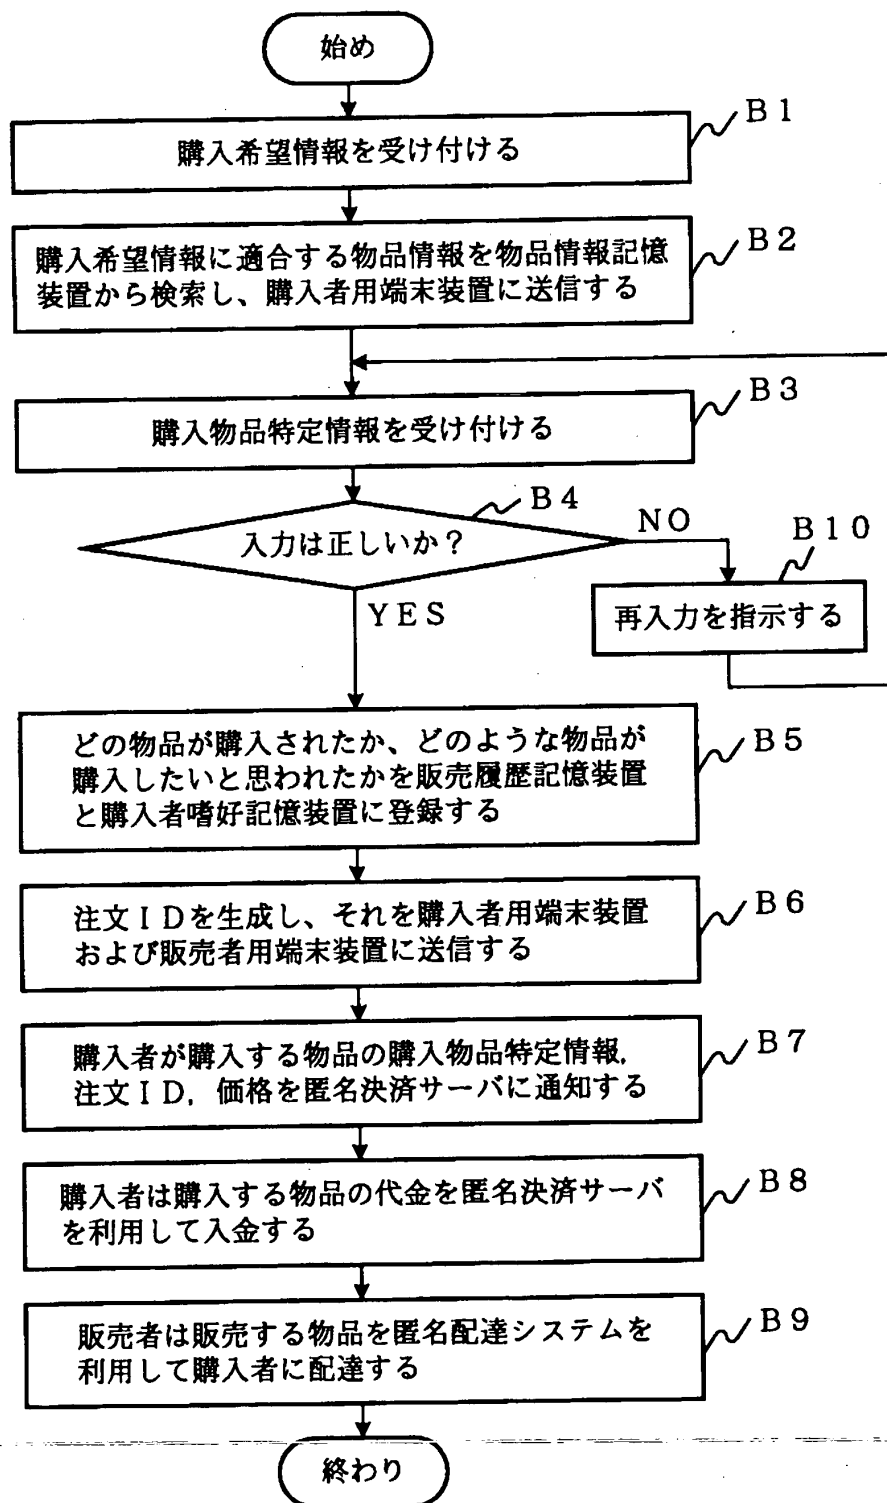 始め
B1
購入希望情報を受け付ける
B2
購入希望情報に適合する物品情報を物品情報記憶
装置から検索し、購入者用端末装置に送信する
B3
購入物品特定情報を受け付ける
B4
入力は正しいか?
NO
B10
YES
再入力を指示する
B5
どの物品が購入されたか、どのような物品が
購入したいと思われたかを販売履歴記憶装置
と購入者嗜好記憶装置に登録する
B6
注文IDを生成し、それを購入者用端末装置
および販売者用端末装置に送信する
B7
購入者が購入する物品の購入物品特定情報,
注文ID,価格を匿名決済サーバに通知する
B8
購入者は購入する物品の代金を匿名決済サーバ
を利用して入金する
B9
販売者は販売する物品を匿名配達システムを
利用して購入者に配達する
終わり